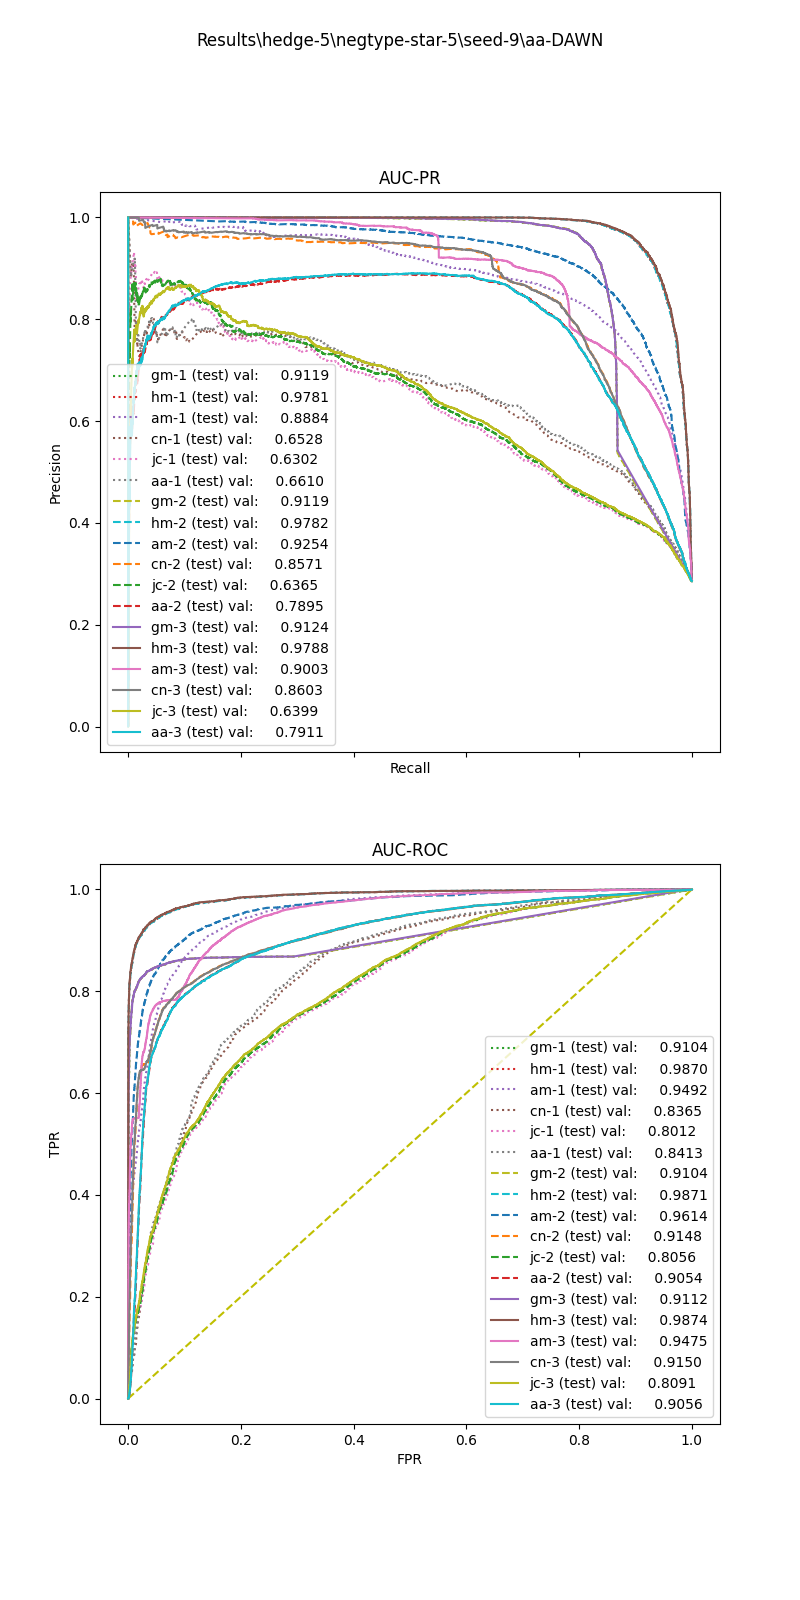 Results\hedge-5\negtype-star-5\seed-9\aa-DAWN
AUC-PR
1.0
0.8
0.6
0.4
0.2
0.0
Precision
gm-1 (test) val: 0.9119
hm-1 (test) val: 0.9781
am-1 (test) val: 0.8884
cn-1 (test) val: 0.6528
jc-1 (test) val: 0.6302
aa-1 (test) val: 0.6610
gm-2 (test) val: 0.9119
hm-2 (test) val: 0.9782
am-2 (test) val: 0.9254
cn-2 (test) val: 0.8571
jc-2 (test) val: 0.6365
aa-2 (test) val: 0.7895
gm-3 (test) val: 0.9124
hm-3 (test) val: 0.9788
am-3 (test) val: 0.9003
cn-3 (test) val: 0.8603
jc-3 (test) val: 0.6399
aa-3 (test) val: 0.7911
Recall
AUC-ROC
1.0
0.8
0.6
0.4
0.2
0.0
TPR
gm-1 (test) val: 0.9104
hm-1 (test) val: 0.9870
am-1 (test) val: 0.9492
cn-1 (test) val: 0.8365
jc-1 (test) val: 0.8012
aa-1 (test) val: 0.8413
gm-2 (test) val: 0.9104
hm-2 (test) val: 0.9871
am-2 (test) val: 0.9614
cn-2 (test) val: 0.9148
jc-2 (test) val: 0.8056
aa-2 (test) val: 0.9054
gm-3 (test) val: 0.9112
hm-3 (test) val: 0.9874
am-3 (test) val: 0.9475
cn-3 (test) val: 0.9150
jc-3 (test) val: 0.8091
aa-3 (test) val: 0.9056
0.0 0.2 0.4 0.6 0.8 1.0
FPR